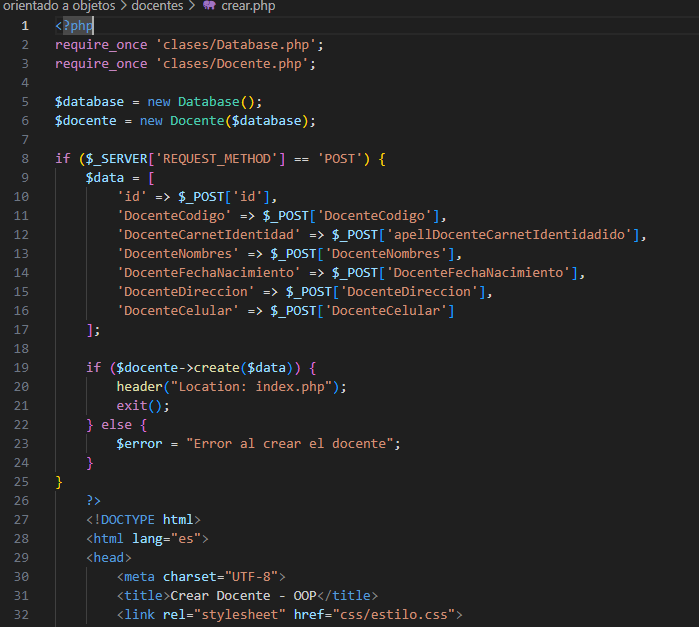 orientado a objetos > docentes > crear.php
1 <?php
2 require_once 'clases/Database.php';
3 require_once 'clases/Docente.php';
4
5 $database = new Database();
6 $docente = new Docente($database);
7
8 if ($_SERVER['REQUEST_METHOD'] == 'POST') {
9     $data = [
10         'id' => $_POST['id'],
11         'DocenteCodigo' => $_POST['DocenteCodigo'],
12         'DocenteCarnetIdentidad' => $_POST['apellDocenteCarnetIdentidadido'],
13         'DocenteNombres' => $_POST['DocenteNombres'],
14         'DocenteFechaNacimiento' => $_POST['DocenteFechaNacimiento'],
15         'DocenteDireccion' => $_POST['DocenteDireccion'],
16         'DocenteCelular' => $_POST['DocenteCelular']
17     ];
18
19     if ($docente->create($data)) {
20         header("Location: index.php");
21         exit();
22     } else {
23         $error = "Error al crear el docente";
24     }
25 }
26     ?>
27     <!DOCTYPE html>
28     <html lang="es">
29     <head>
30         <meta charset="UTF-8">
31         <title>Crear Docente - OOP</title>
32         <link rel="stylesheet" href="css/estilo.css">